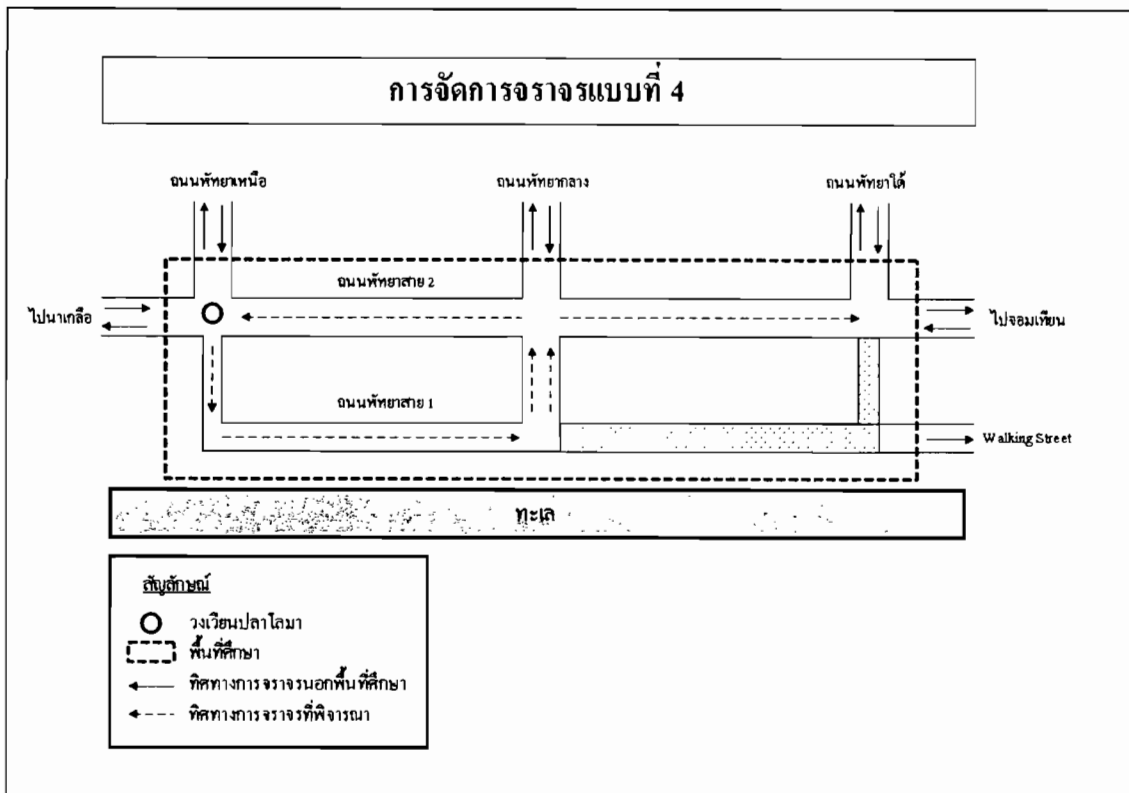 การจัดการจราจรแบบที่ 4
ถนนพัทยาเหนือ
ถนนพัทยากลาง
ถนนพัทยาใต้
ถนนพัทยาสาย 2
ไปนาเกลือ
ไปจอมเทียน
ถนนพัทยาสาย 1
Walking Street
ทะเล
สัญลักษณ์
วงเวียนปลาโลมา
พื้นที่ศึกษา
ทิศทางการจราจรนอกพื้นที่ศึกษา
ทิศทางการจราจรที่พิจารณา